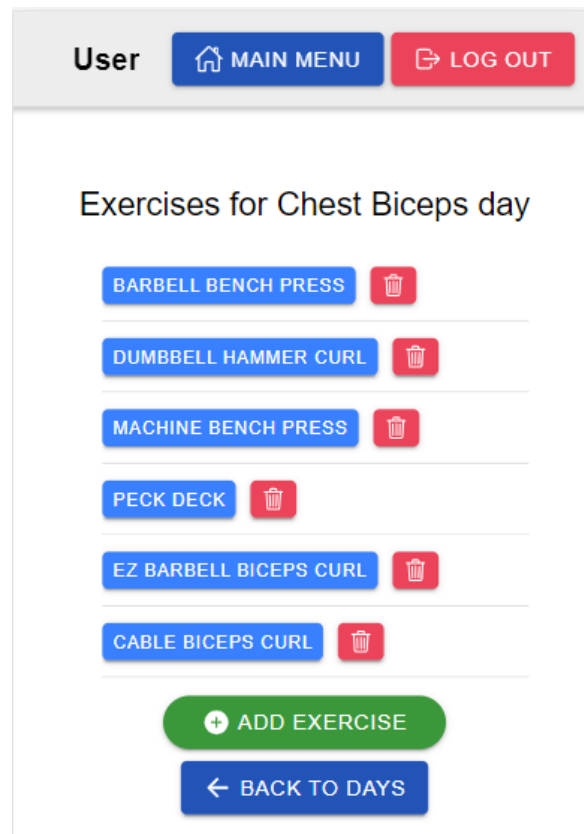 User MAIN MENU LOG OUT
Exercises for Chest Biceps day
BARBELL BENCH PRESS
DUMBBELL HAMMER CURL
MACHINE BENCH PRESS
PECK DECK
EZ BARBELL BICEPS CURL
CABLE BICEPS CURL
ADD EXERCISE
BACK TO DAYS